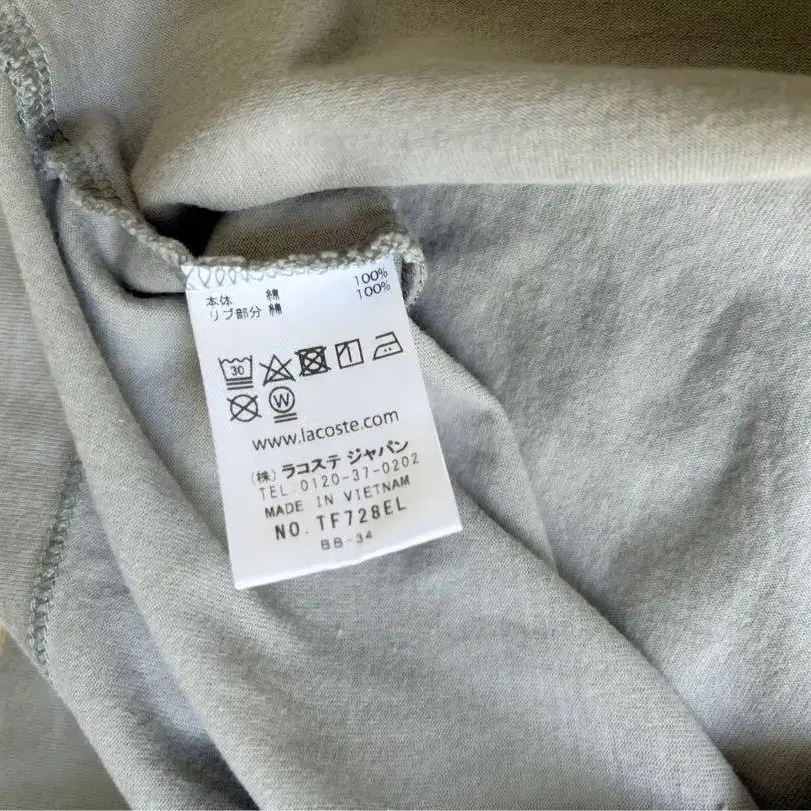 本体 綿 100%
リブ部分 綿 100%
30
W
www.lacoste.com
(株) ラコステ ジャパン
TEL.0120-37-0202
MADE IN VIETNAM
NO. TF728EL
BB-34